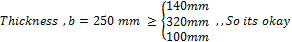 Thickness , b = 250 mm ≥ {140mm
320mm
100mm , , So its okay